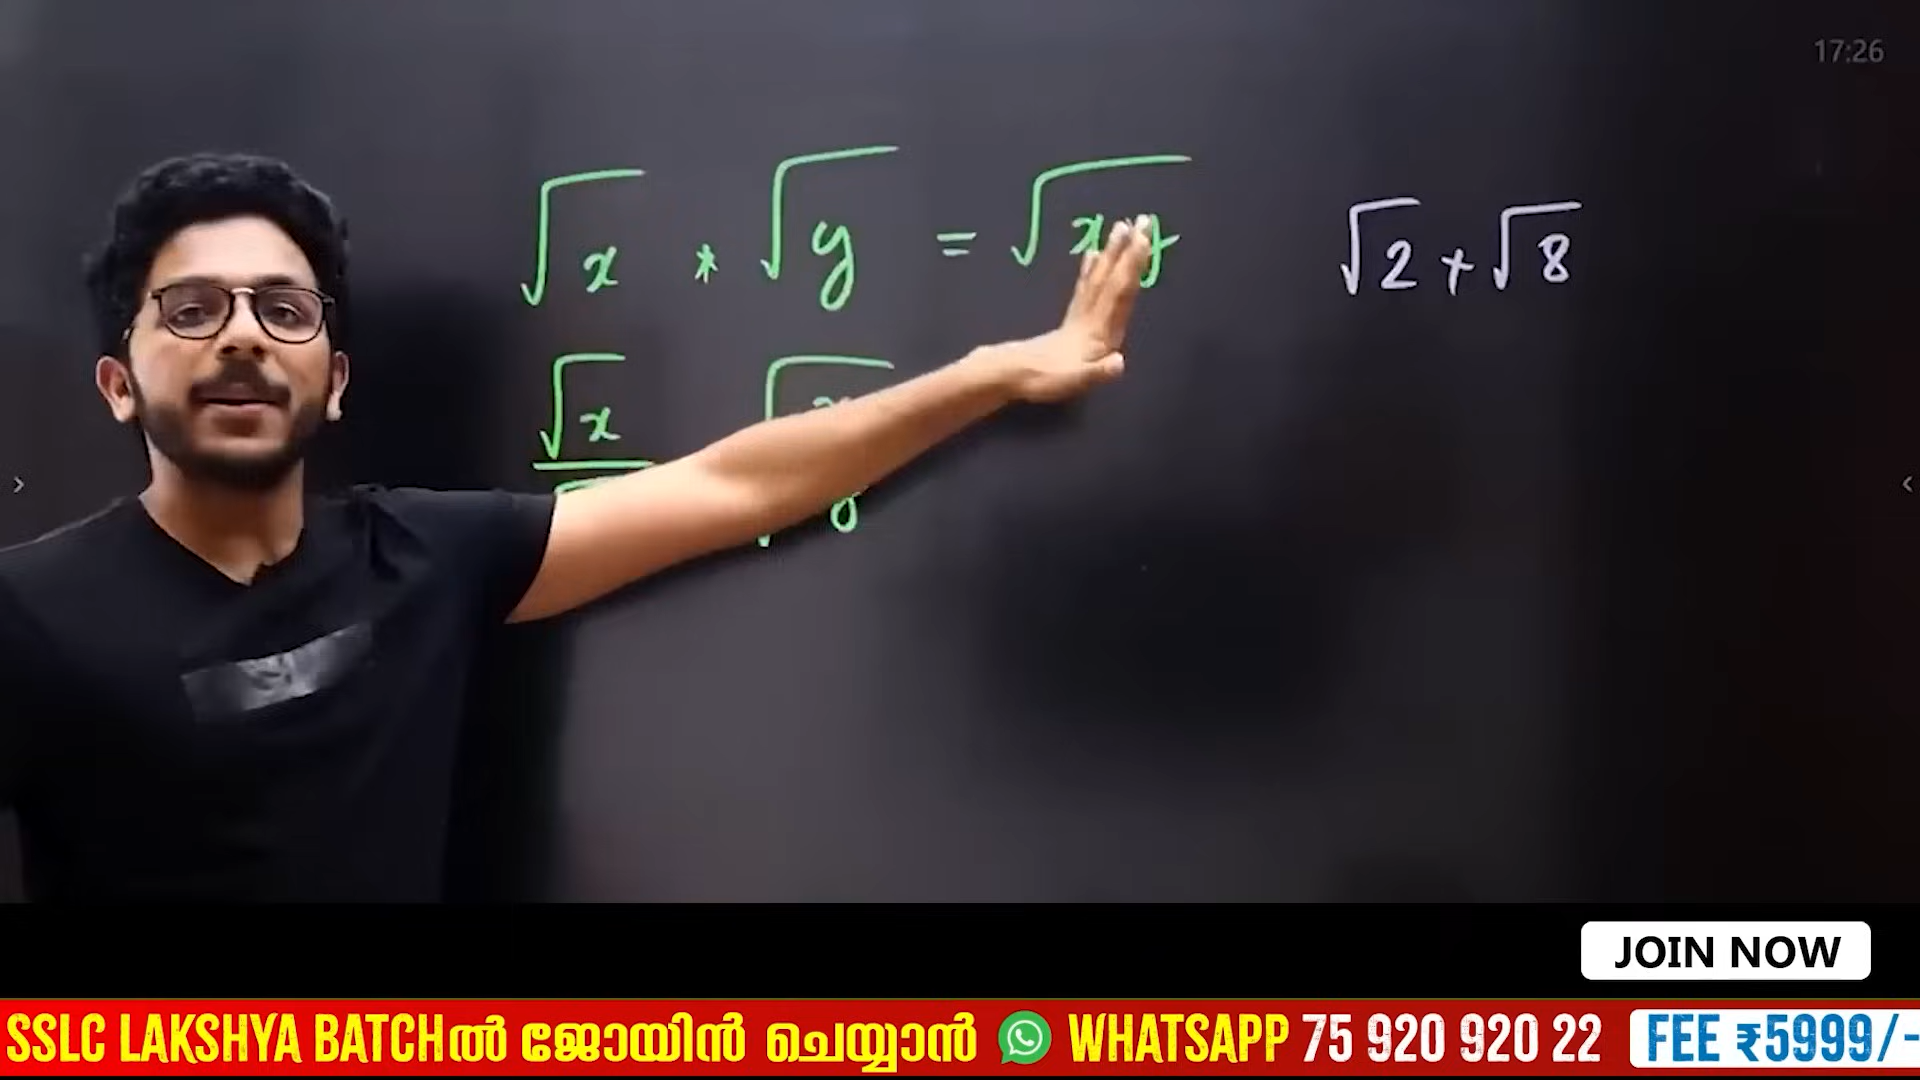 17:26
√x * √y = √xy
√2 + √8
√x
JOIN NOW
SSLC LAKSHYA BATCHൽ ജോയിൻ ചെയ്യാൻ WHATSAPP 75 920 920 22 FEE ₹5999/-